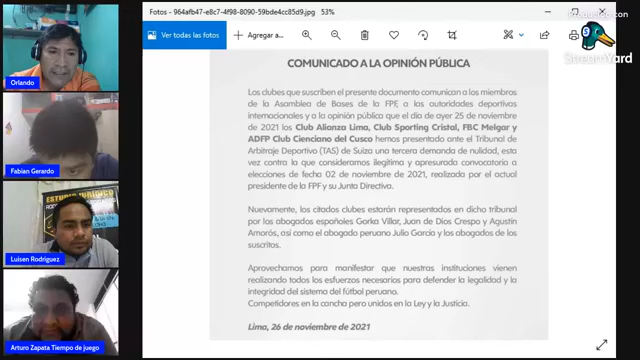 Fotos - 964afb47-e8c7-4f98-8090-59bde4cc85d9.jpg 53%
Ver todas las fotos
Agregar a...
StreamYard
Orlando
Fabian Gerardo
Luisen Rodriguez
Arturo Zapata Tiempo de juego
COMUNICADO A LA OPINIÓN PÚBLICA
Los clubes que suscriben el presente documento comunican a los miembros
de la Asamblea de Bases de la FPF, a las autoridades deportivas
internacionales y a la opinión pública que el día de ayer 25 de noviembre
de 2021 los Club Alianza Lima, Club Sporting Cristal, FBC Melgar y
ADFP Club Cienciano del Cusco hemos presentado ante el Tribunal de
Arbitraje Deportivo (TAS) de Suiza una tercera demanda de nulidad, esta
vez contra la que consideramos ilegítima y apresurada convocatoria a
elecciones de fecha 02 de noviembre de 2021, realizada por el actual
presidente de la FPF y su Junta Directiva.
Nuevamente, los citados clubes estarán representados en dicho tribunal
por los abogados españoles Gorka Villar, Juan de Dios Crespo y Agustín
Amorós, así como el abogado peruano Julio García y los abogados de los
suscritos.
Aprovechamos para manifestar que nuestras instituciones vienen
realizando todos los esfuerzos necesarios para defender la legalidad y la
integridad del sistema del fútbol peruano.
Competidores en la cancha pero unidos en la Ley y la Justicia.
Lima, 26 de noviembre de 2021